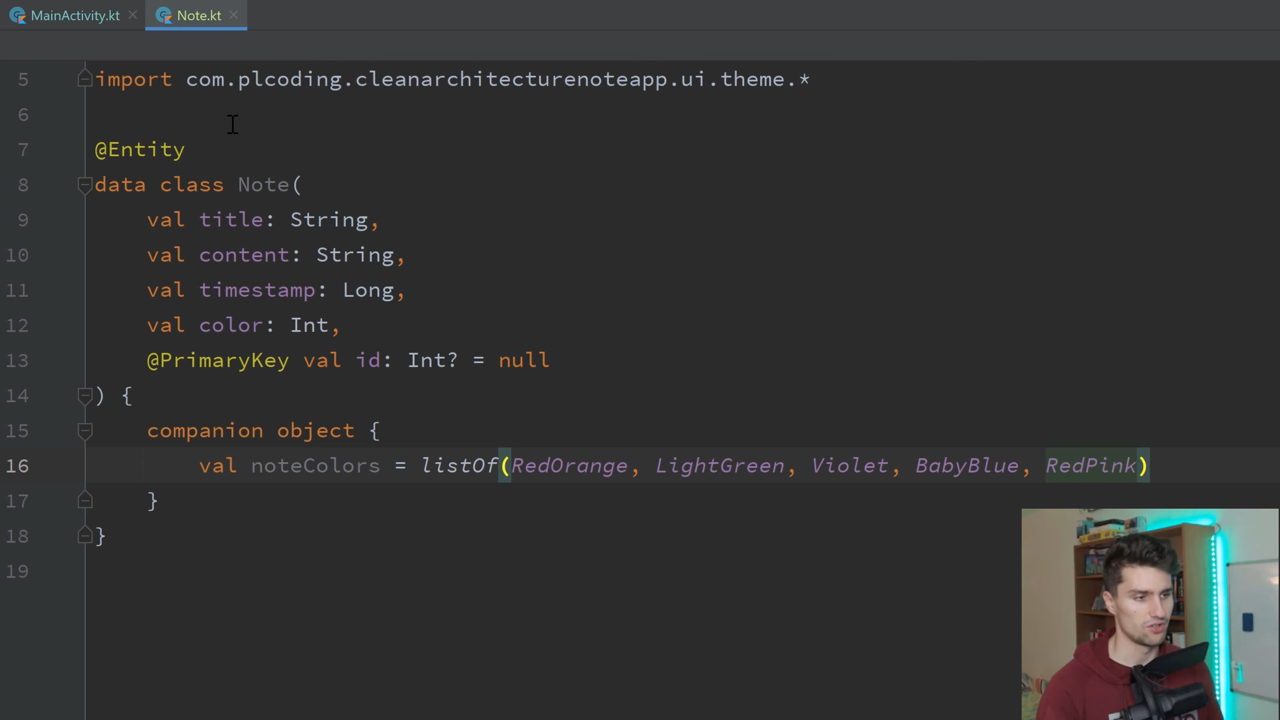 MainActivity.kt
Note.kt
5 import com.plcoding.cleanarchitecturenoteapp.ui.theme.*
6
7 @Entity
8 data class Note(
9 val title: String,
10 val content: String,
11 val timestamp: Long,
12 val color: Int,
13 @PrimaryKey val id: Int? = null
14 ) {
15 companion object {
16 val noteColors = listOf(RedOrange, LightGreen, Violet, BabyBlue, RedPink)
17 }
18 }
19